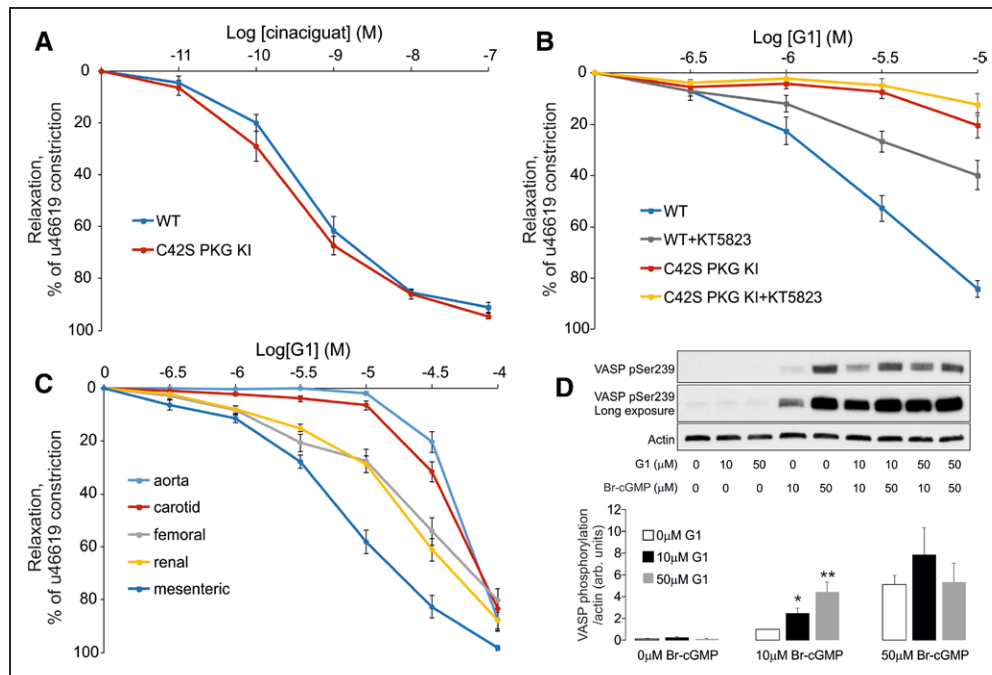 A
Log [cinaciguat] (M)
-11 -10 -9 -8 -7
0
20
40
60
80
100
Relaxation,
% of u46619 constriction
WT
C42S PKG KI
B
Log [G1] (M)
-6.5 -6 -5.5 -5
0
20
40
60
80
100
Relaxation,
% of u46619 constriction
WT
WT+KT5823
C42S PKG KI
C42S PKG KI+KT5823
C
Log[G1] (M)
0 -6.5 -6 -5.5 -5 -4.5 -4
0
20
40
60
80
100
Relaxation,
% of u46619 constriction
aorta
carotid
femoral
renal
mesenteric
D
VASP pSer239
VASP pSer239
Long exposure
Actin
G1 (μM) 0 10 50 0 0 10 10 50 50
Br-cGMP (μM) 0 0 0 10 50 10 50 10 50
VASP phosphorylation
/actin (arb. units)
12
10
8
6
4
2
0
0μM G1
10μM G1
50μM G1
* **
0μM Br-cGMP 10μM Br-cGMP 50μM Br-cGMP